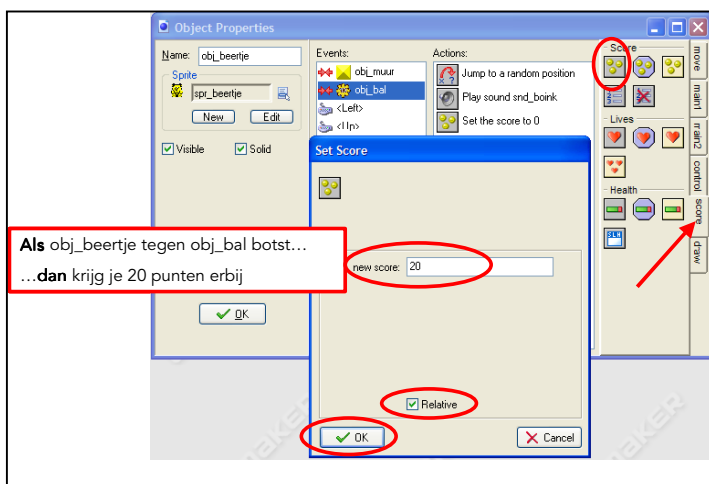 Object Properties
Name: obj_beertje
Sprite
spr_beertje
New Edit
Visible Solid
OK
Events:
obj_muur
obj_bal
<Left>
<Up>
Actions:
Jump to a random position
Play sound snd_boink
Set the score to 0
Score
Lives
Health
move
main1
main2
control
score
draw
Set Score
new score: 20
Relative
OK Cancel
Als obj_beertje tegen obj_bal botst…
…dan krijg je 20 punten erbij